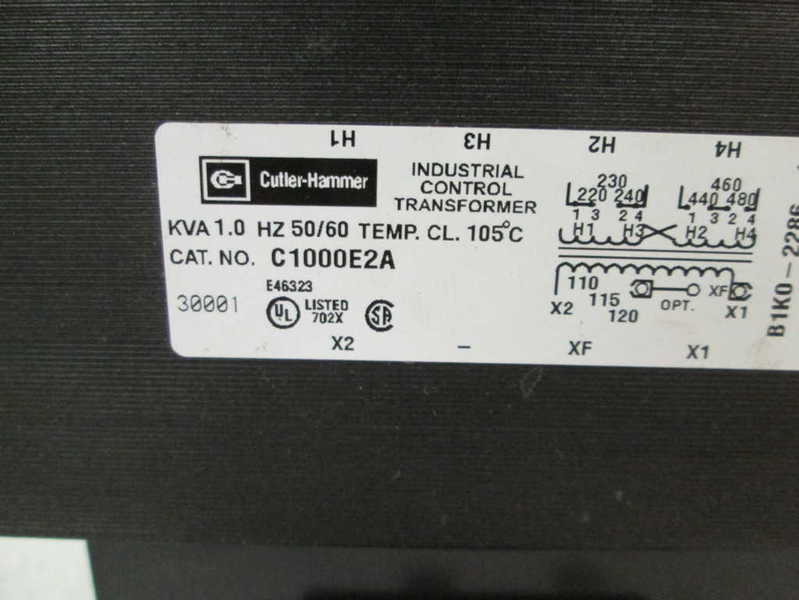 H1 H3 H2 H4
Cutler-Hammer
INDUSTRIAL
CONTROL
TRANSFORMER
KVA 1.0 HZ 50/60 TEMP. CL. 105°C
CAT. NO. C1000E2A
30001
E46323
UL LISTED
702X
SA
230 460
220 240 440 480
1 3 2 4 1 3 2 4
H1 H3 H2 H4
110
115
120
X2
OPT.
XF
X1
X2 – XF X1
B1K0-2286